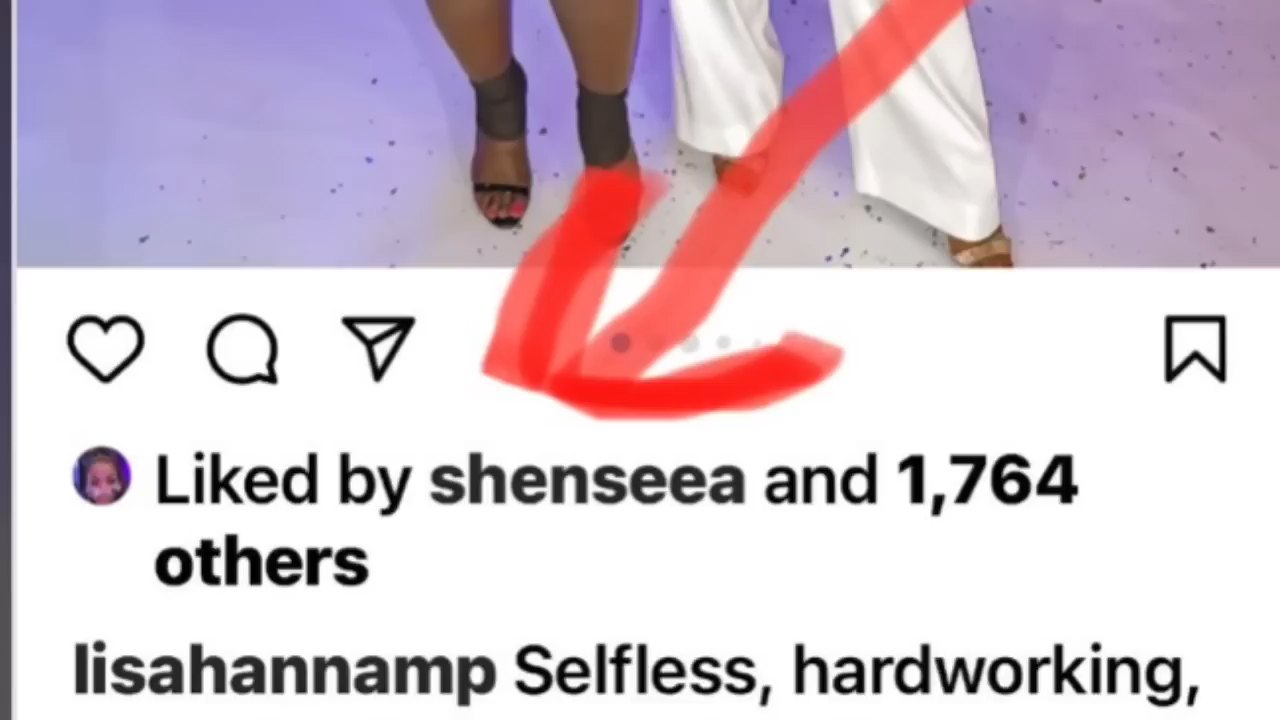 Liked by shenseea and 1,764
others
lisahannamp Selfless, hardworking,